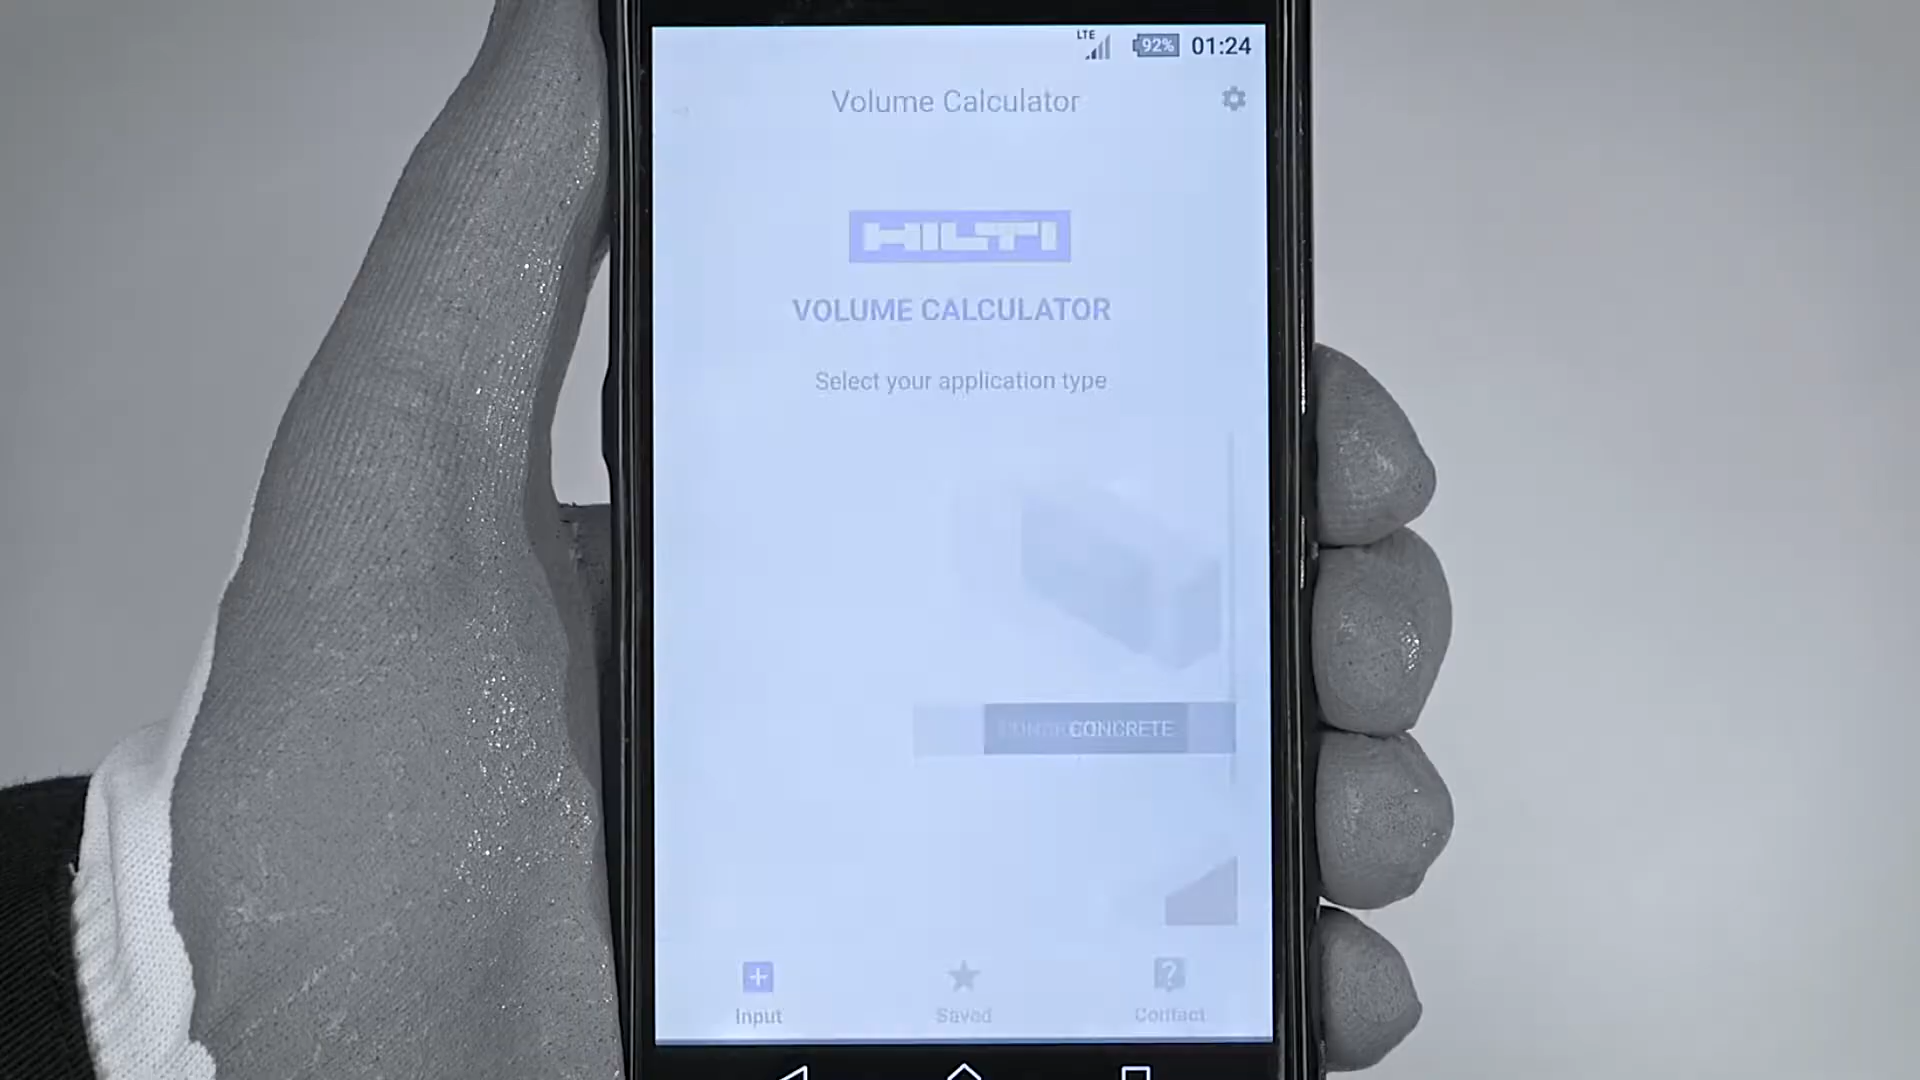 LTE
92%
01:24
Volume Calculator
HILTI
VOLUME CALCULATOR
Select your application type
CONCRETE
Input
Saved
Contact